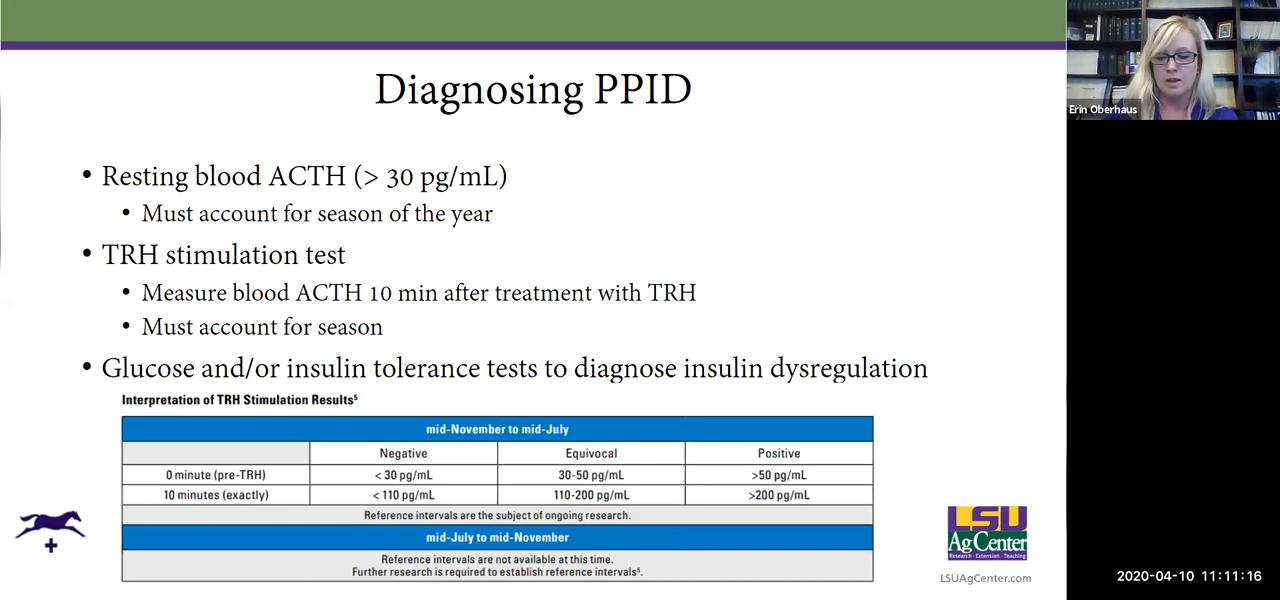 Diagnosing PPID
Erin Oberhaus
• Resting blood ACTH (> 30 pg/mL)
• Must account for season of the year
• TRH stimulation test
• Measure blood ACTH 10 min after treatment with TRH
• Must account for season
• Glucose and/or insulin tolerance tests to diagnose insulin dysregulation
Interpretation of TRH Stimulation Results⁵
mid-November to mid-July
Negative Equivocal Positive
0 minute (pre-TRH) < 30 pg/mL 30-50 pg/mL >50 pg/mL
10 minutes (exactly) < 110 pg/mL 110-200 pg/mL >200 pg/mL
Reference intervals are the subject of ongoing research.
mid-July to mid-November
Reference intervals are not available at this time.
Further research is required to establish reference intervals⁵.
LSU
AgCenter
Research · Extension · Teaching
LSUAgCenter.com
2020-04-10 11:11:16